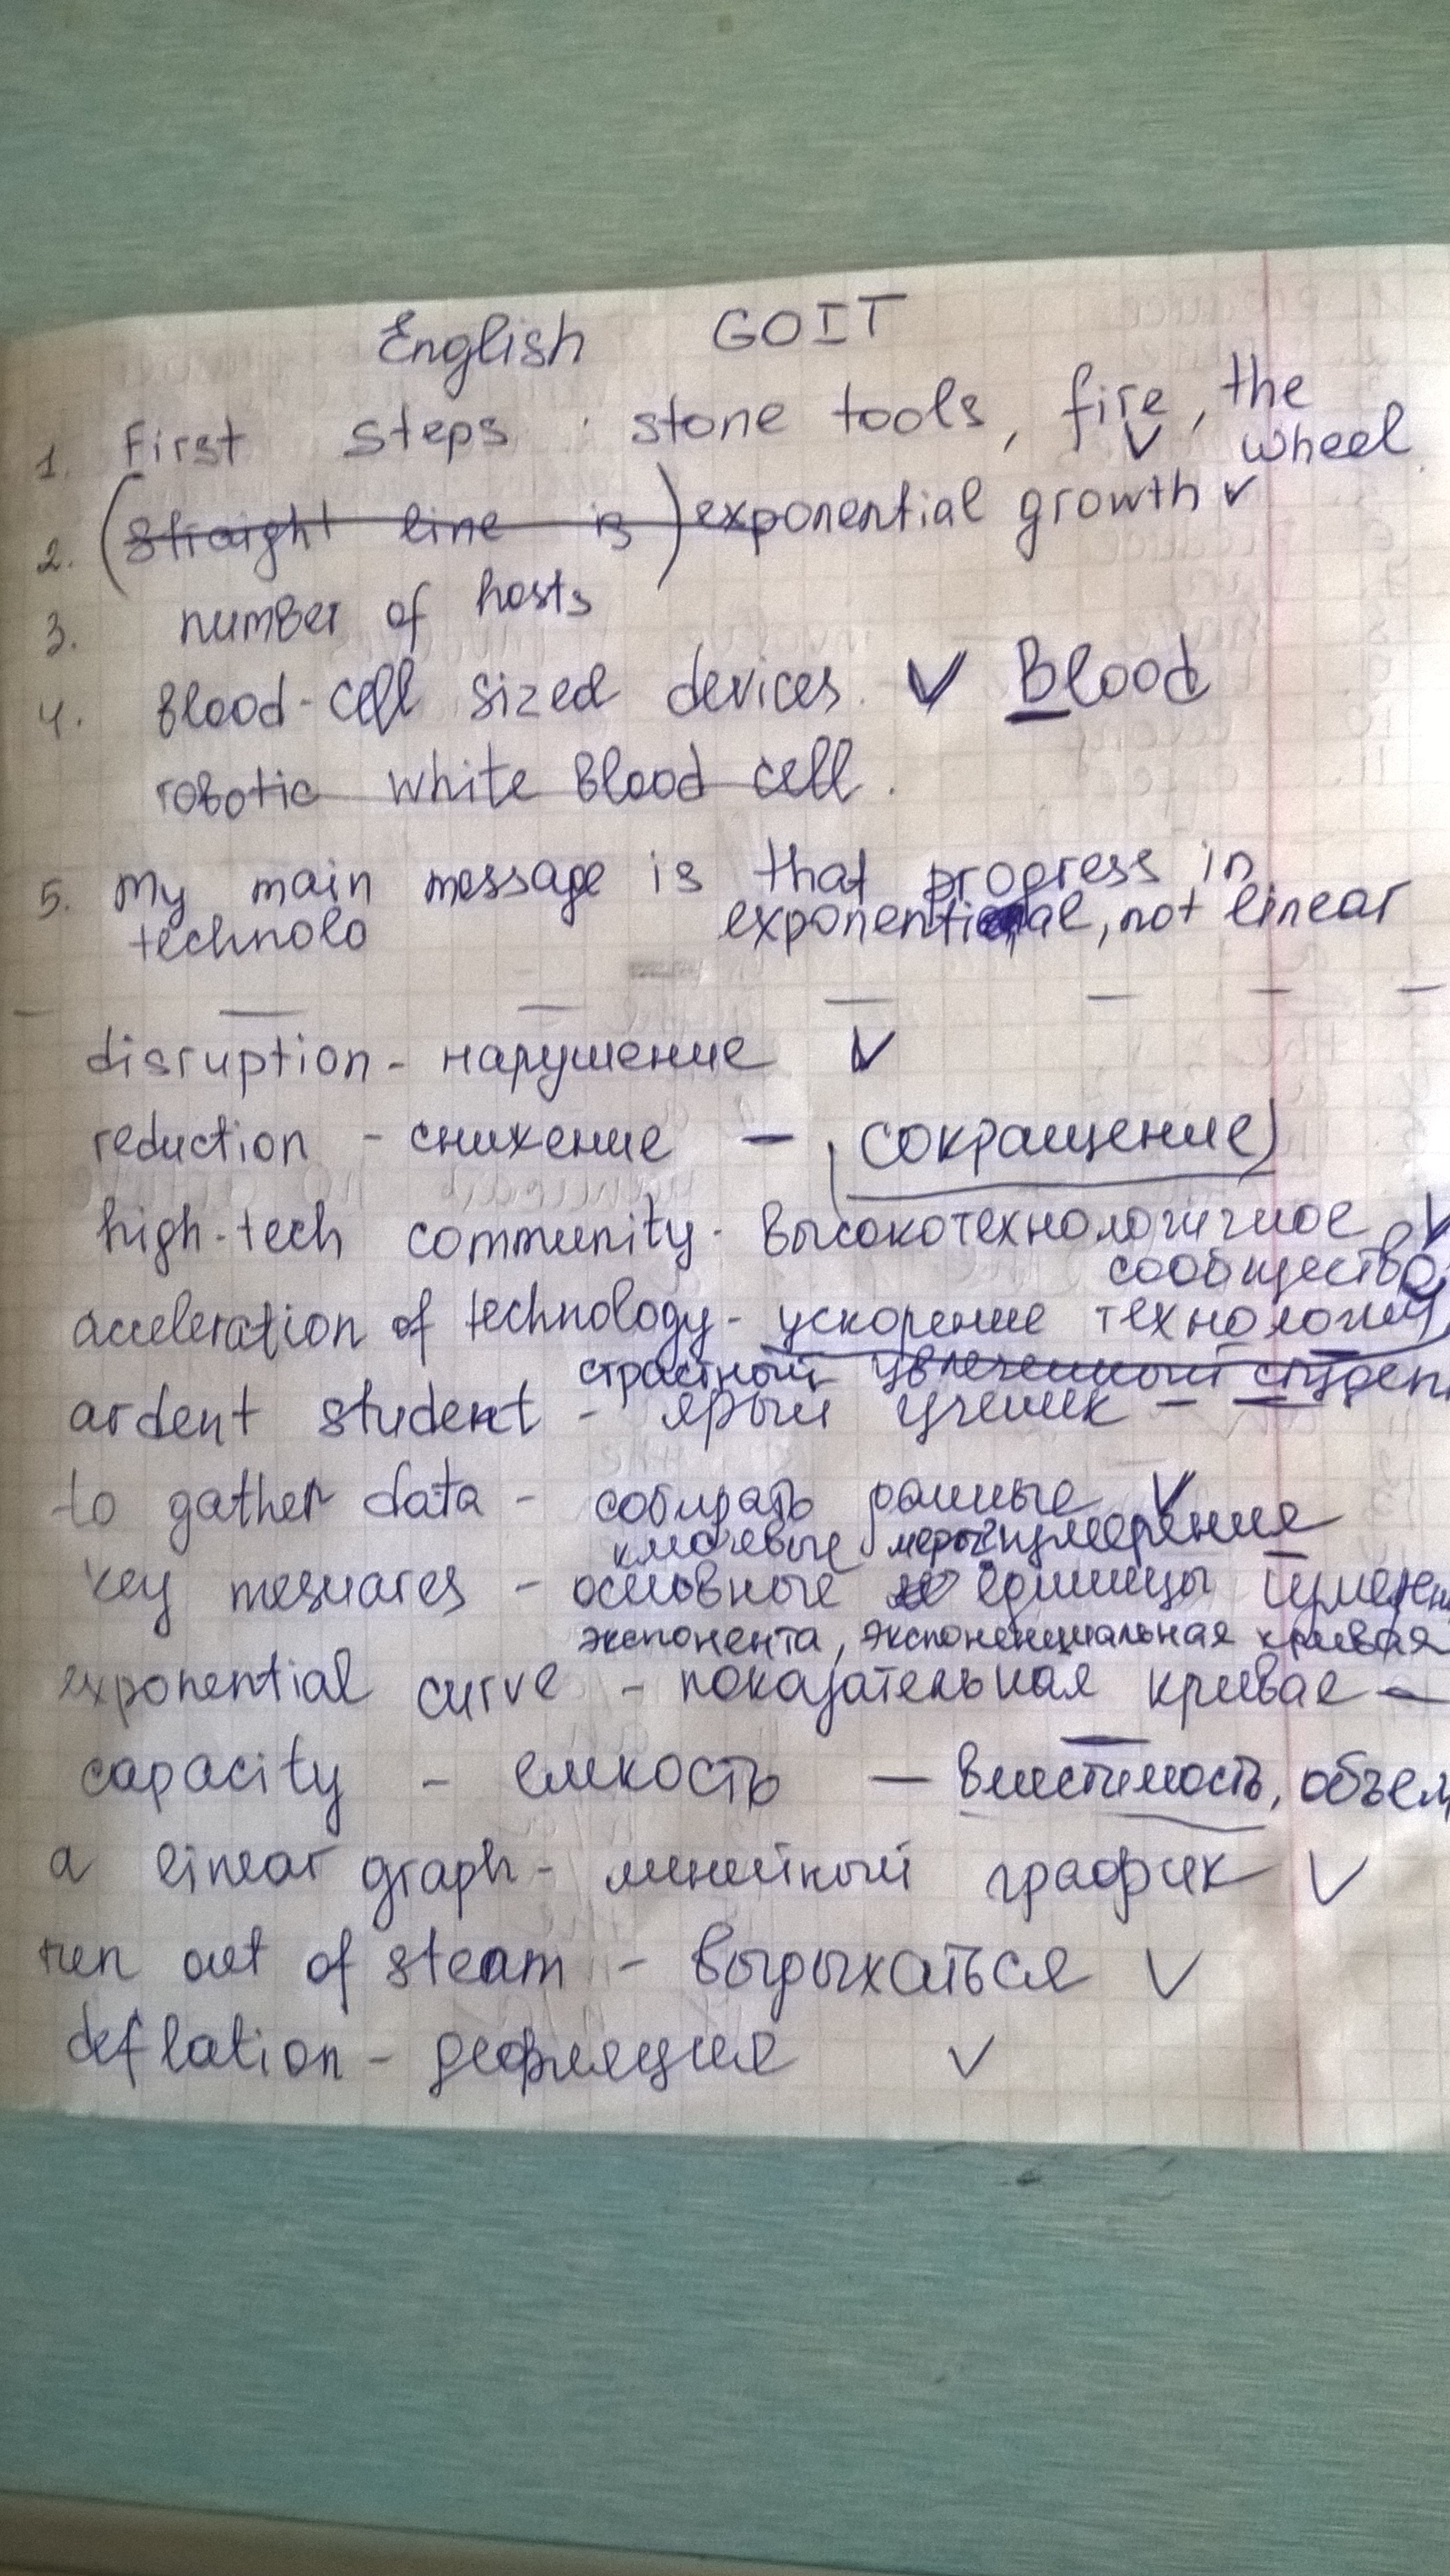 English GOIT
1. First steps : stone tools, fire, the
wheel
2. (straight line is) exponential growth
3. number of hosts
4. Blood-cell sized devices. Blood
robotic white blood cell.
5. My main message is that progress in
technolo exponential, not linear
disruption - нарушение
reduction - снижение - (сокращение)
high-tech community - высокотехнологичное
сообщество
acceleration of technology - ускорение технологий
страстный увлеченный студент
ardent student - ярый ученик -
to gather data - собирать данные
ключевые меры измерения
key mesuares - основные единицы измерен
экспонента, экспоненциальная кривая
exponential curve - показательная кривая -
capacity - емкость - вместимость, объем
a linear graph - линейный график
run out of steam - выдыхаться
deflation - дефляция